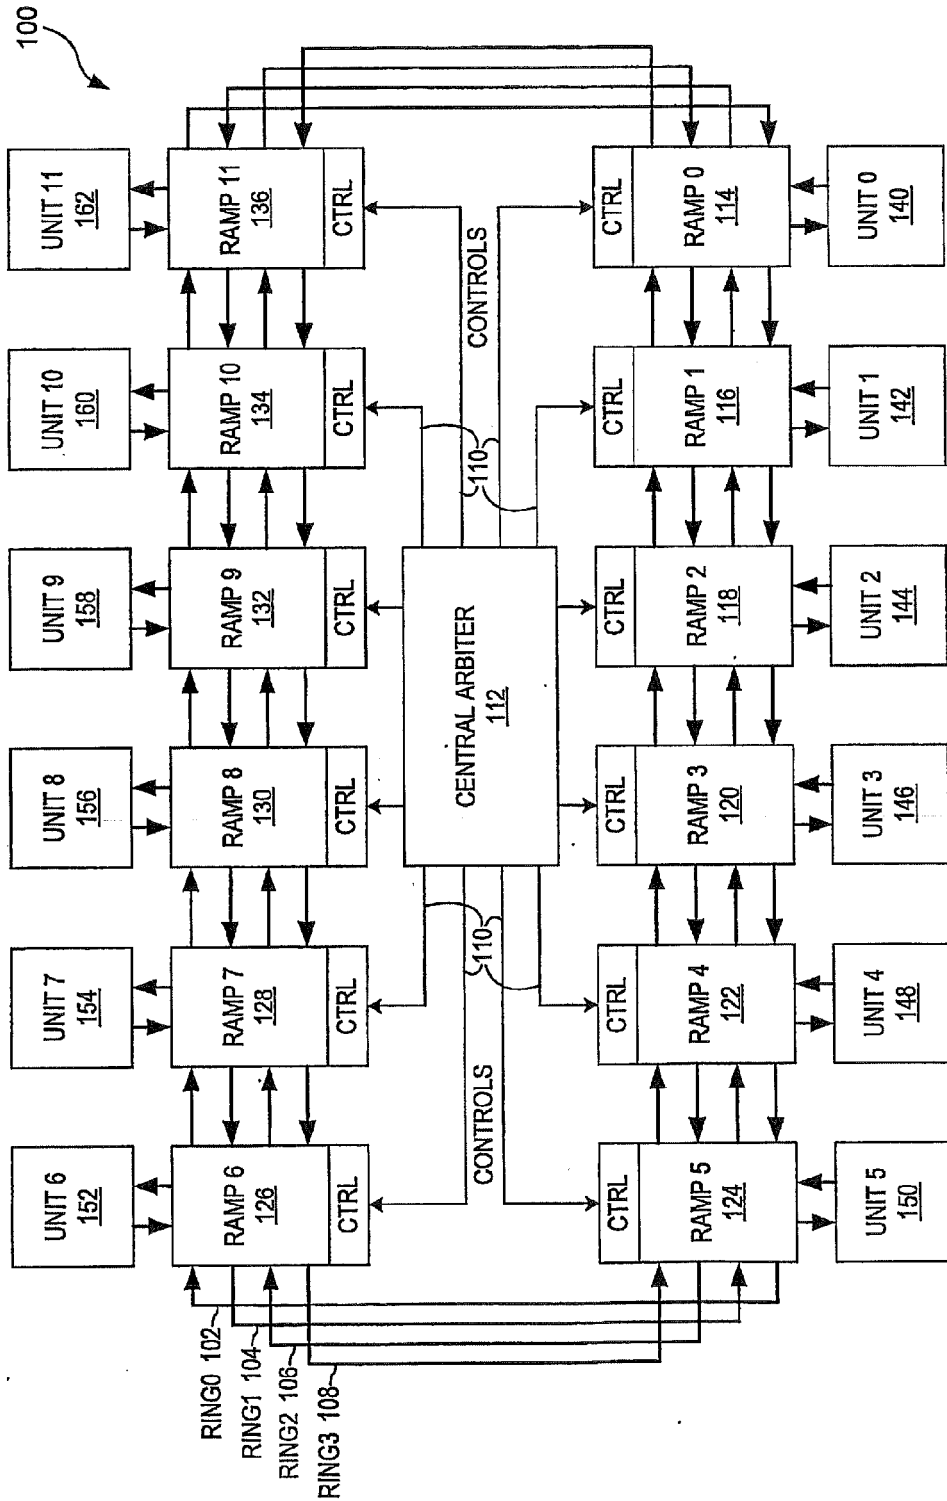 100
UNIT 6
152
UNIT 7
154
UNIT 8
156
UNIT 9
158
UNIT 10
160
UNIT 11
162
RING0 102
RING1 104
RING2 106
RING3 108
RAMP 6
126
CTRL
RAMP 7
128
CTRL
RAMP 8
130
CTRL
RAMP 9
132
CTRL
RAMP 10
134
CTRL
RAMP 11
136
CTRL
CONTROLS
110
CENTRAL ARBITER
112
110
CONTROLS
CTRL
RAMP 5
124
CTRL
RAMP 4
122
CTRL
RAMP 3
120
CTRL
RAMP 2
118
CTRL
RAMP 1
116
CTRL
RAMP 0
114
UNIT 5
150
UNIT 4
148
UNIT 3
146
UNIT 2
144
UNIT 1
142
UNIT 0
140